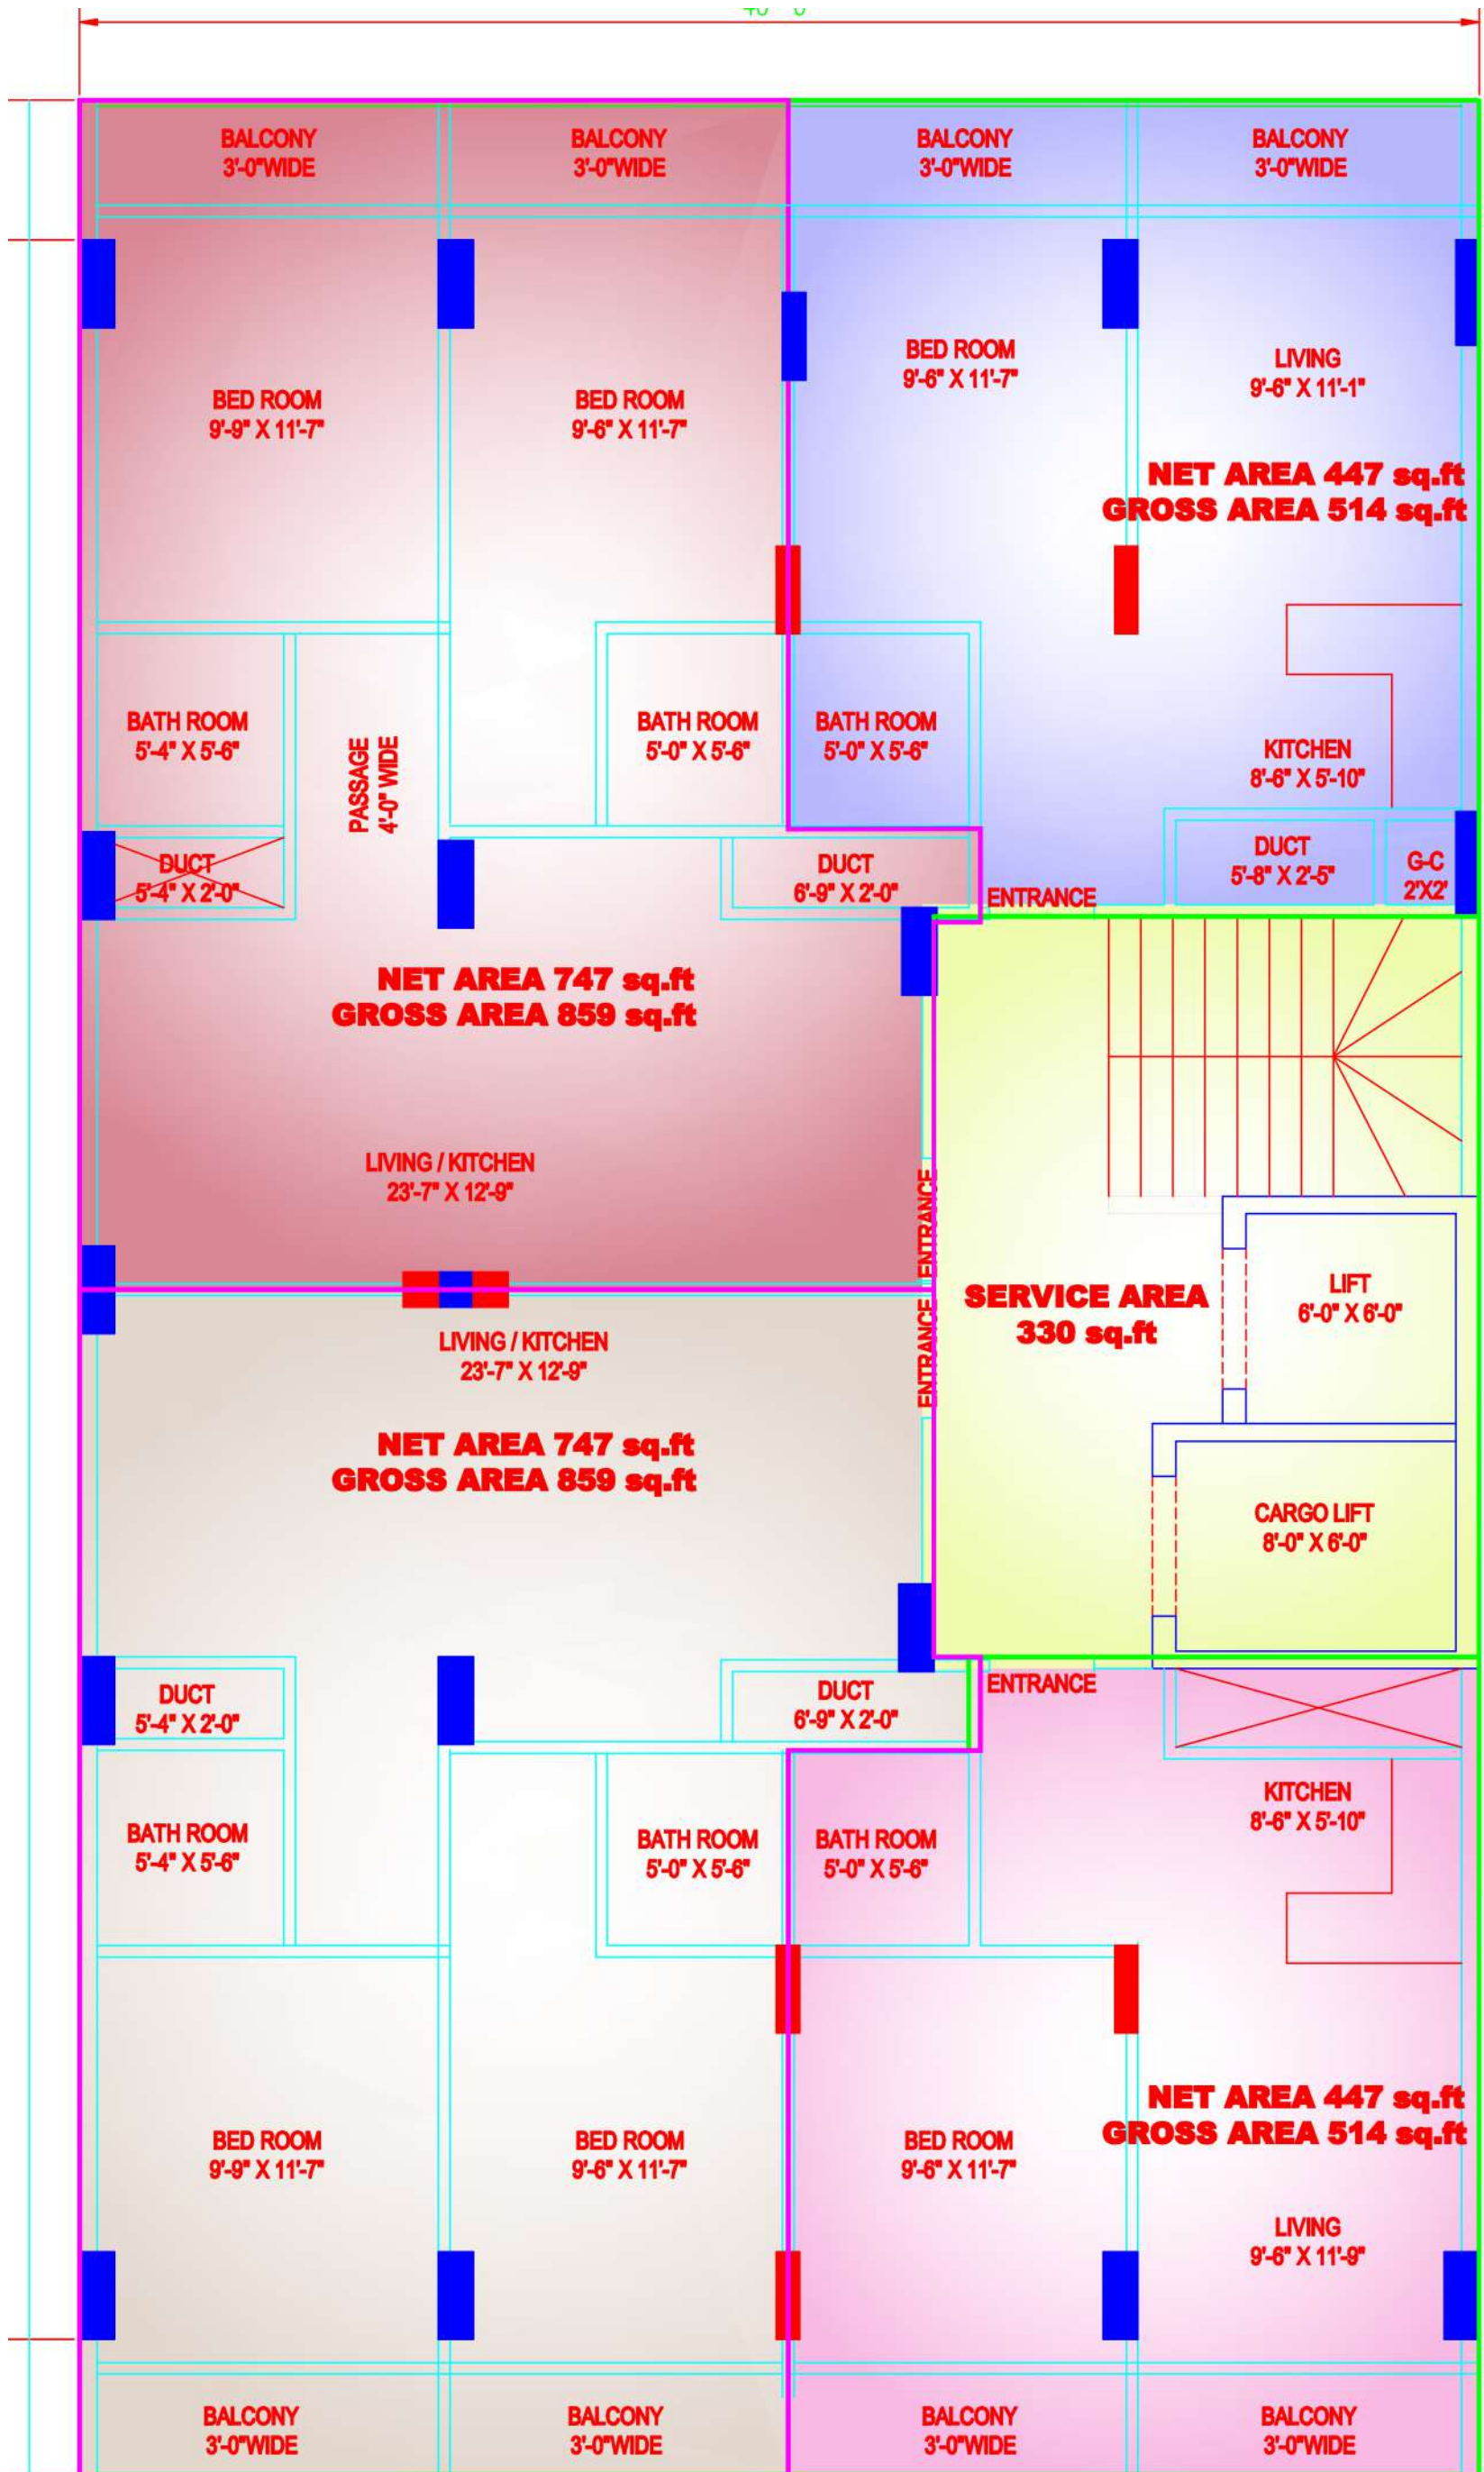 BALCONY
3'-0"WIDE
BALCONY
3'-0"WIDE
BALCONY
3'-0"WIDE
BALCONY
3'-0"WIDE
BED ROOM
9'-9" X 11'-7"
BED ROOM
9'-6" X 11'-7"
BED ROOM
9'-6" X 11'-7"
LIVING
9'-6" X 11'-1"
NET AREA 447 sq.ft
GROSS AREA 514 sq.ft
BATH ROOM
5'-4" X 5'-6"
PASSAGE
4'-0" WIDE
BATH ROOM
5'-0" X 5'-6"
BATH ROOM
5'-0" X 5'-6"
KITCHEN
8'-6" X 5'-10"
DUCT
5'-4" X 2'-0"
DUCT
6'-9" X 2'-0"
DUCT
5'-8" X 2'-5"
G-C
2'X2'
ENTRANCE
NET AREA 747 sq.ft
GROSS AREA 859 sq.ft
LIVING / KITCHEN
23'-7" X 12'-9"
ENTRANCE
SERVICE AREA
330 sq.ft
LIFT
6'-0" X 6'-0"
ENTRANCE
LIVING / KITCHEN
23'-7" X 12'-9"
NET AREA 747 sq.ft
GROSS AREA 859 sq.ft
CARGO LIFT
8'-0" X 6'-0"
DUCT
5'-4" X 2'-0"
DUCT
6'-9" X 2'-0"
ENTRANCE
KITCHEN
8'-6" X 5'-10"
BATH ROOM
5'-4" X 5'-6"
BATH ROOM
5'-0" X 5'-6"
BATH ROOM
5'-0" X 5'-6"
NET AREA 447 sq.ft
GROSS AREA 514 sq.ft
BED ROOM
9'-9" X 11'-7"
BED ROOM
9'-6" X 11'-7"
BED ROOM
9'-6" X 11'-7"
LIVING
9'-6" X 11'-9"
BALCONY
3'-0"WIDE
BALCONY
3'-0"WIDE
BALCONY
3'-0"WIDE
BALCONY
3'-0"WIDE